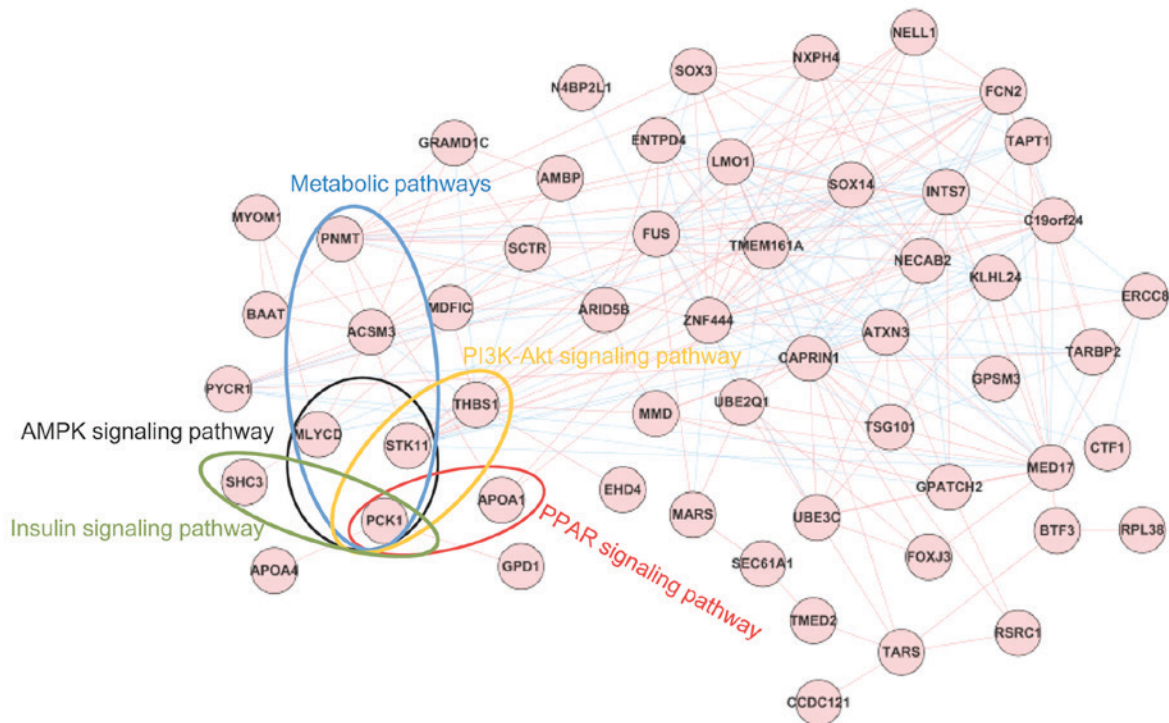 NELL1
NXPH4
SOX3
N4BP2L1
FCN2
GRAMD1C
ENTPD4
TAPT1
LMO1
AMBP
SOX14
INTS7
Metabolic pathways
MYOM1
C19orf24
PNMT
SCTR
FUS
TMEM161A
NECAB2
KLHL24
ERCC8
BAAT
MDFIC
ARID5B
ZNF444
ACSM3
ATXN3
TARBP2
PI3K-Akt signaling pathway
CAPRIN1
GPSM3
PYCR1
THBS1
MMD
UBE2Q1
AMPK signaling pathway
MLYCD
STK11
TSG101
CTF1
MED17
SHC3
APOA1
EHD4
GPATCH2
Insulin signaling pathway
PCK1
PPAR signaling pathway
MARS
UBE3C
BTF3
RPL38
APOA4
GPD1
SEC61A1
FOXJ3
TMED2
RSRC1
TARS
CCDC121